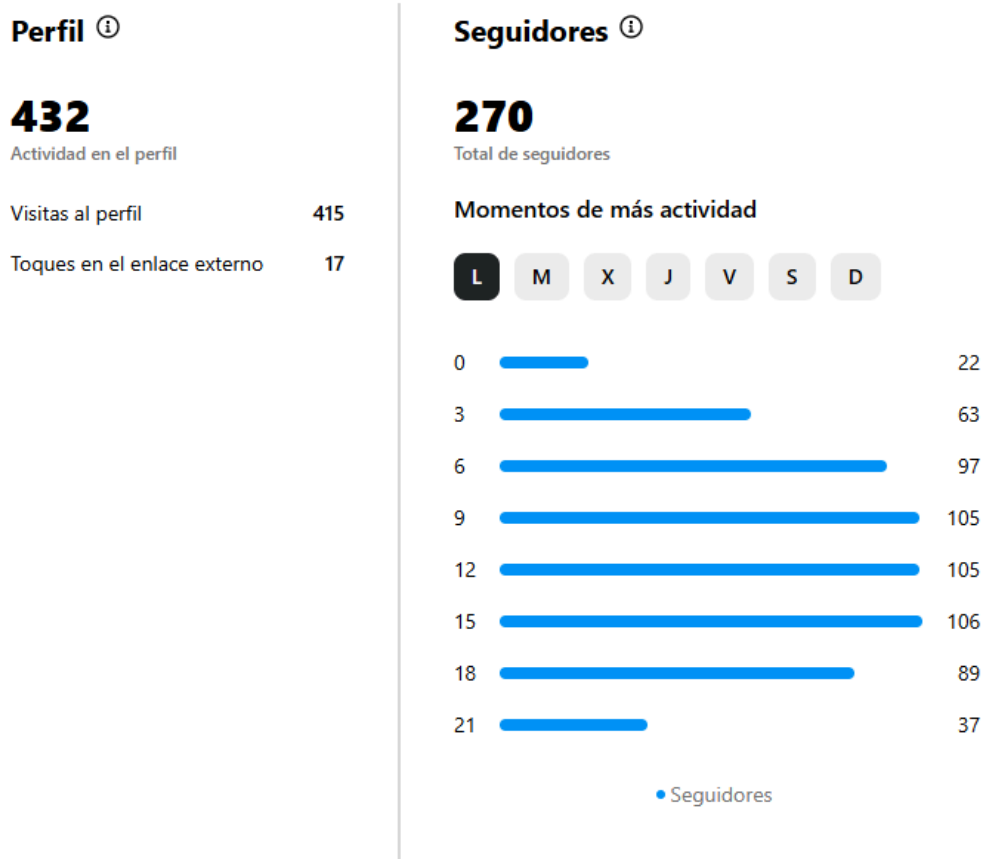 Perfil
432
Actividad en el perfil
Visitas al perfil 415
Toques en el enlace externo 17
Seguidores
270
Total de seguidores
Momentos de más actividad
L M X J V S D
0 22
3 63
6 97
9 105
12 105
15 106
18 89
21 37
Seguidores